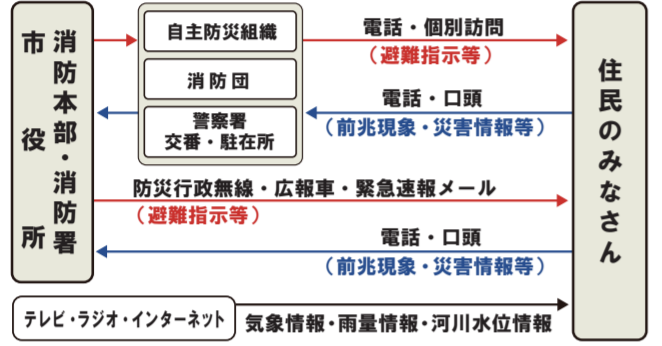 市役所
消防本部・消防署
自主防災組織
消防団
警察署
交番・駐在所
電話・個別訪問
(避難指示等)
電話・口頭
(前兆現象・災害情報等)
防災行政無線・広報車・緊急速報メール
(避難指示等)
電話・口頭
(前兆現象・災害情報等)
住民のみなさん
テレビ・ラジオ・インターネット
気象情報・雨量情報・河川水位情報